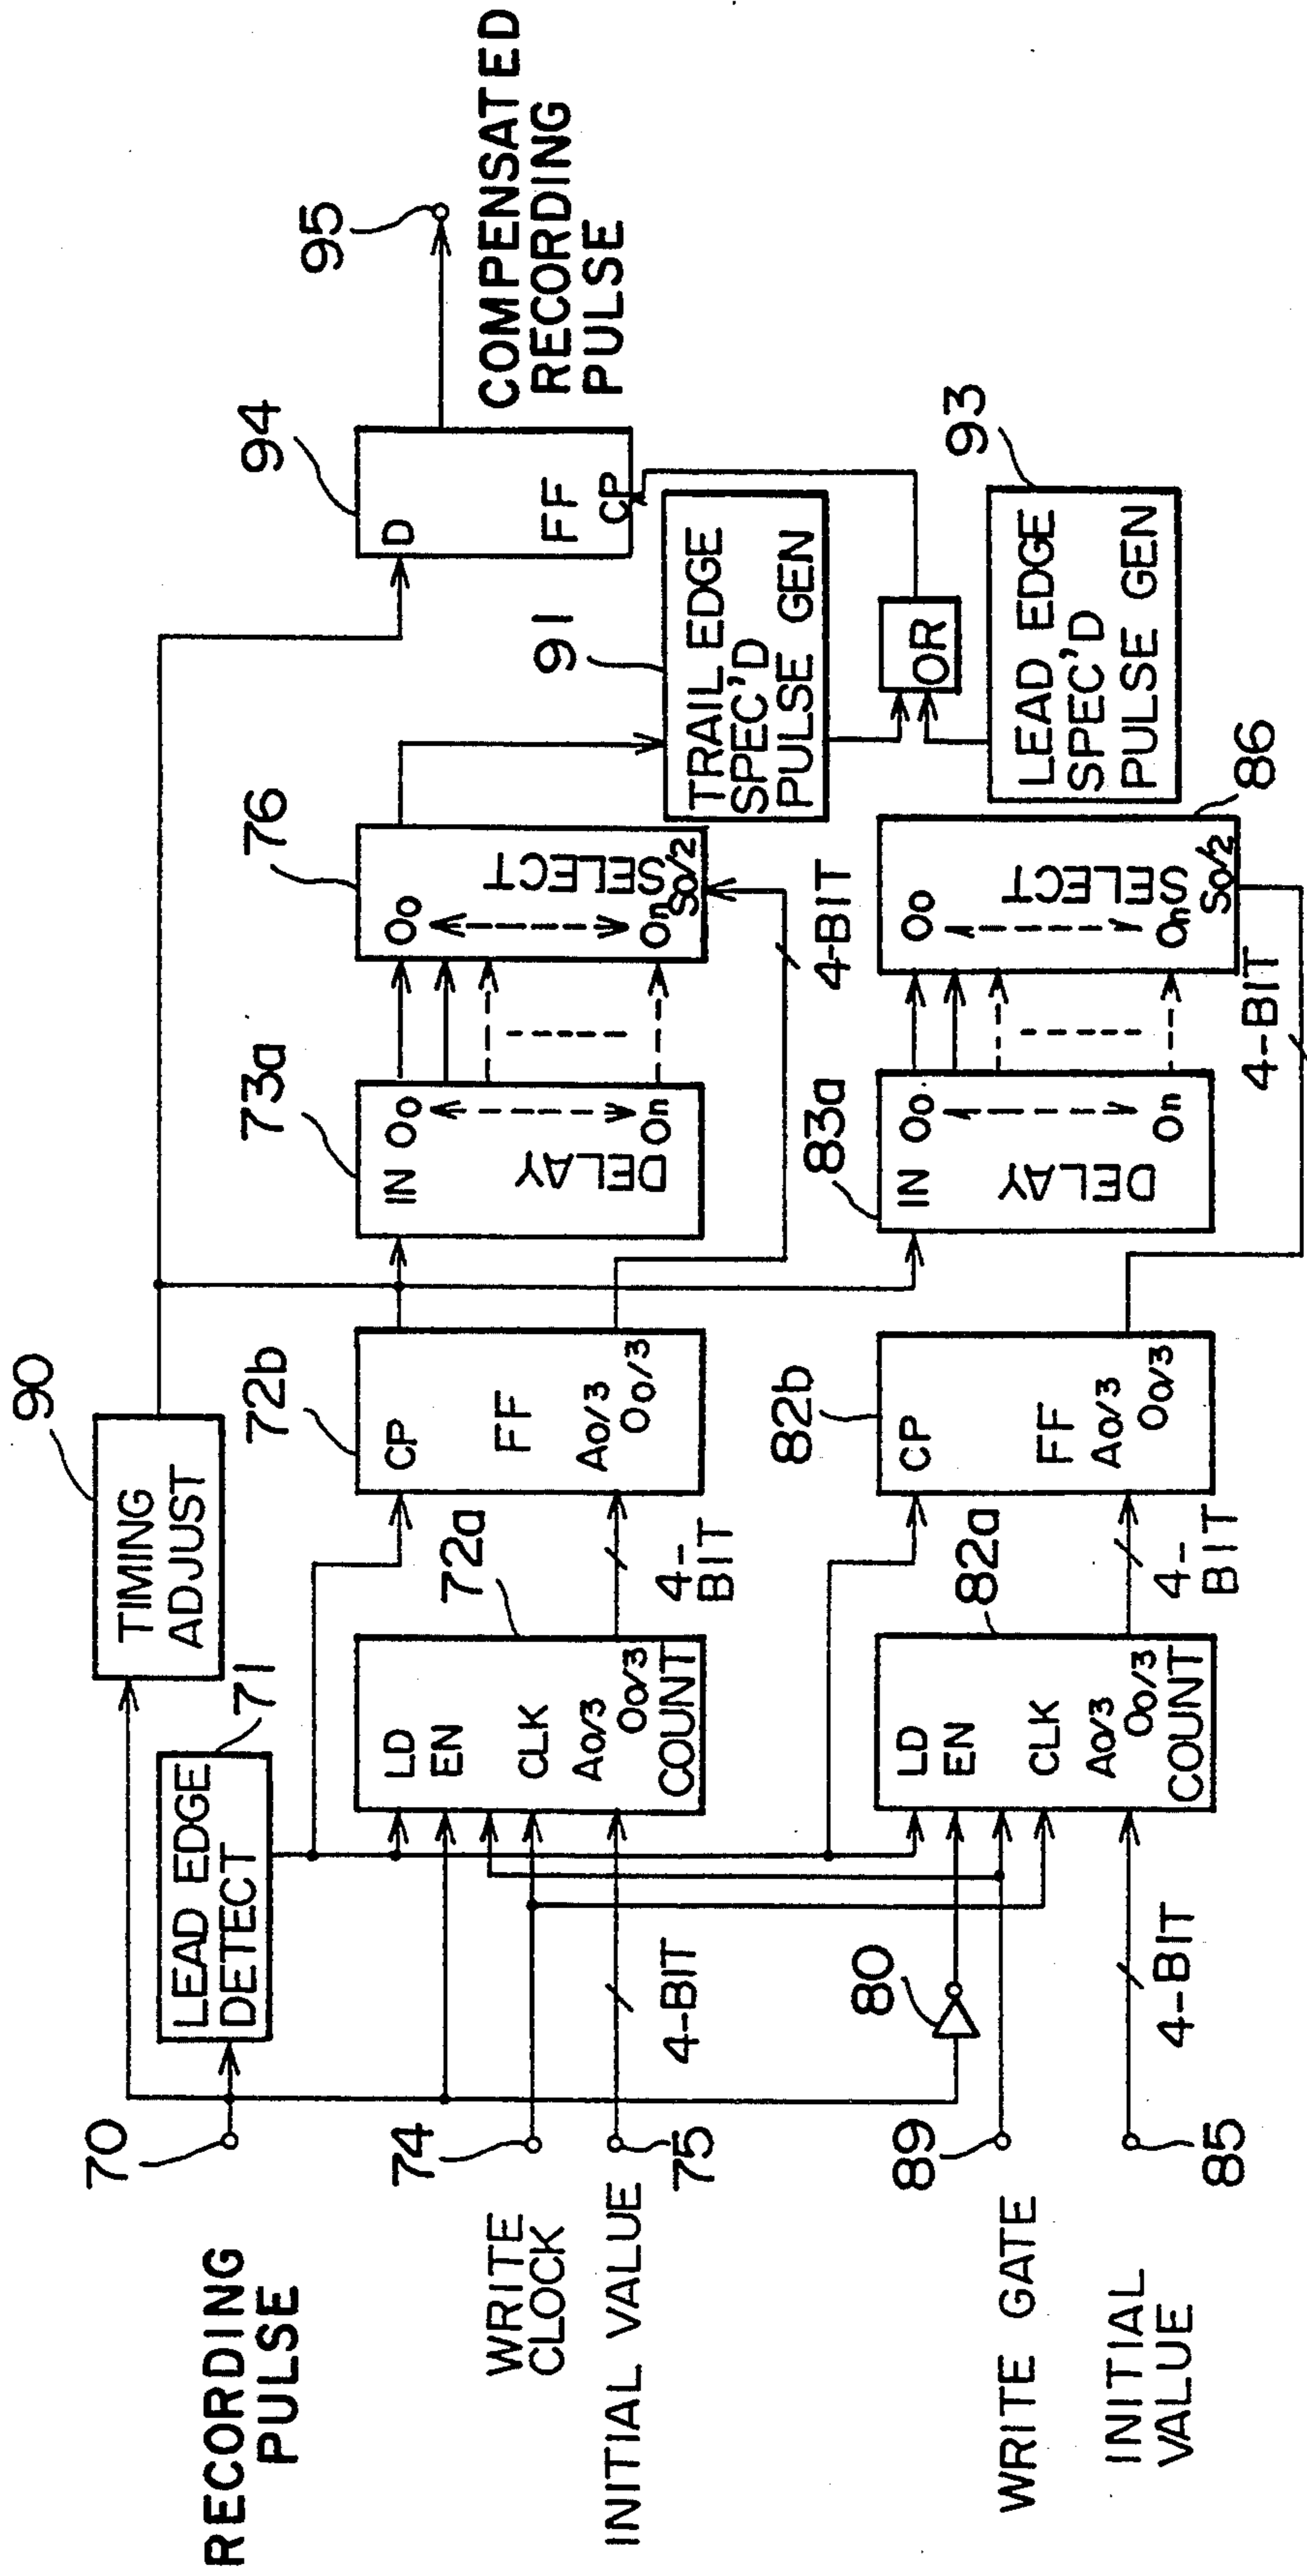 RECORDING
PULSE
70
LEAD EDGE
DETECT
71
TIMING
ADJUST
90
WRITE
CLOCK
74
INITIAL VALUE
75
4-BIT
LD
EN
CLK
A0/3
O0/3
COUNT
72a
4-
BIT
CP
FF
A0/3
O0/3
72b
IN
O0
On
DELAY
73a
O0
On
SELECT
S0/2
76
4-BIT
TRAIL EDGE
SPEC'D
PULSE GEN
91
D
FF
CP
94
95
COMPENSATED
RECORDING
PULSE
WRITE GATE
89
80
INITIAL
VALUE
85
4-BIT
LD
EN
CLK
A0/3
O0/3
COUNT
82a
4-
BIT
CP
FF
A0/3
O0/3
82b
IN
O0
On
DELAY
83a
O0
On
SELECT
S0/2
86
4-BIT
OR
LEAD EDGE
SPEC'D
PULSE GEN
93